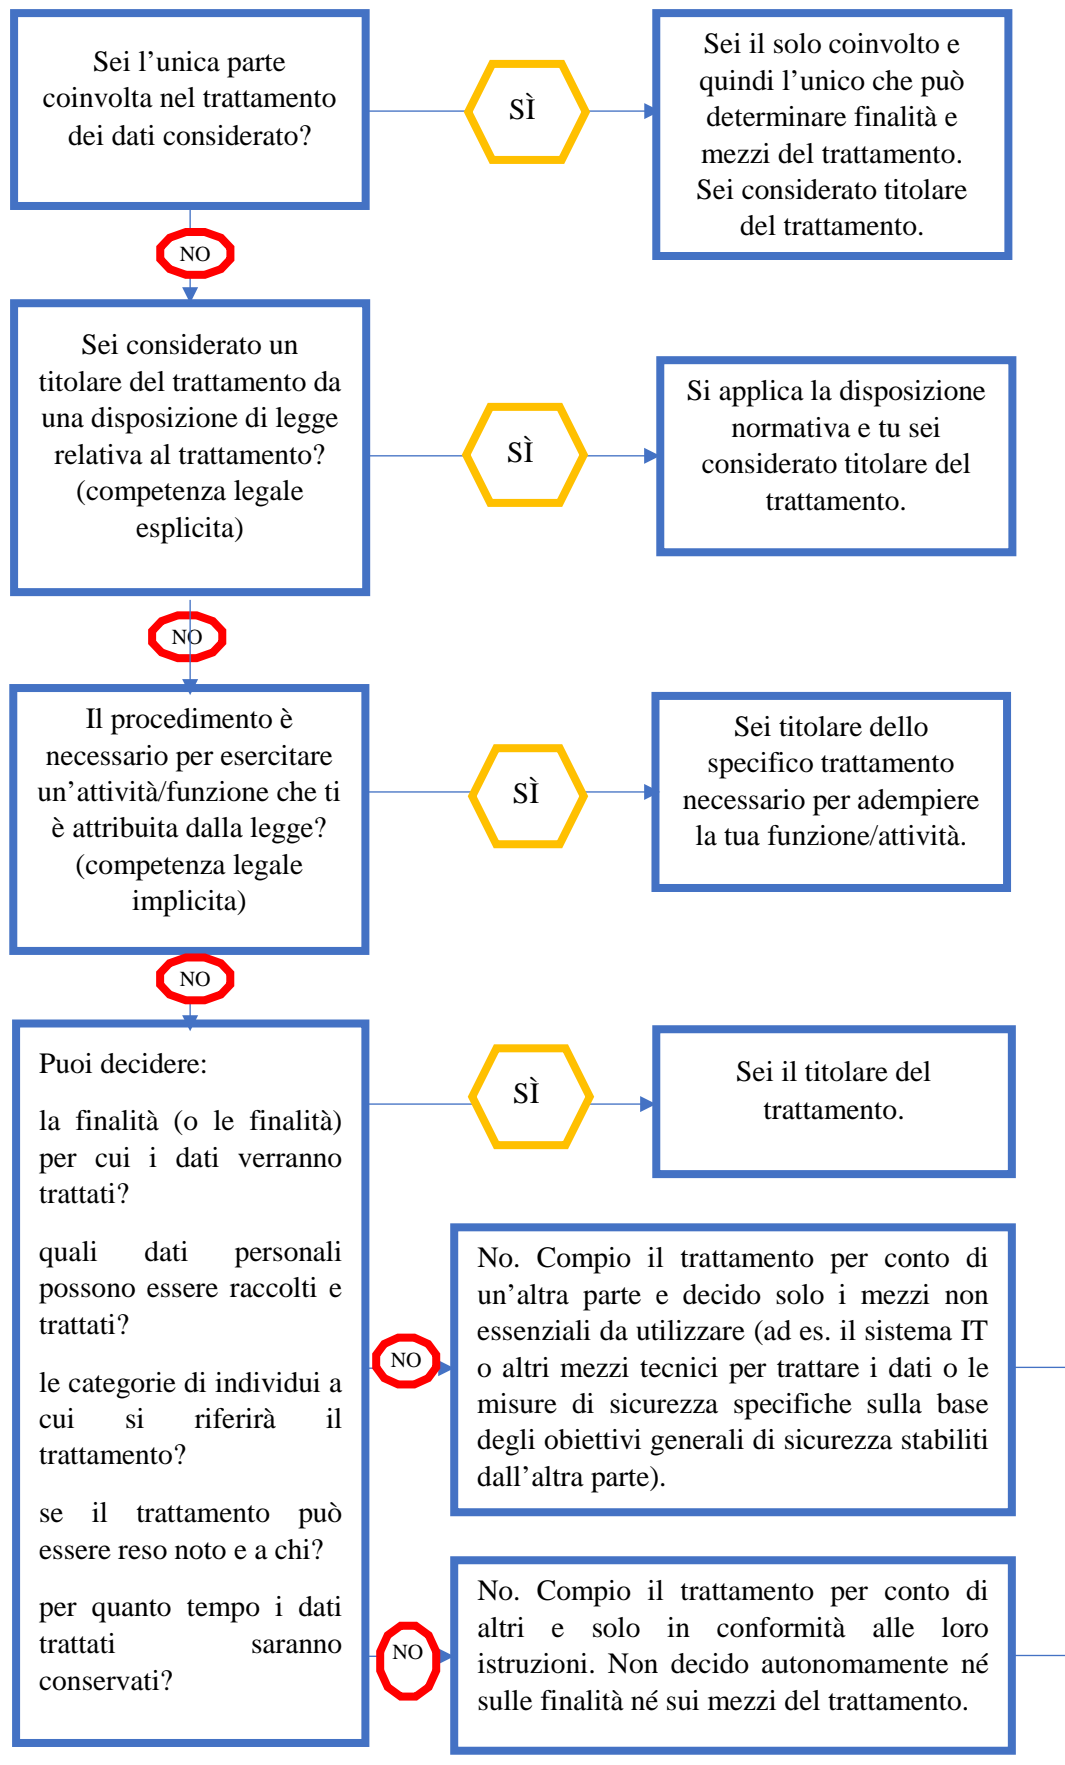 Sei l’unica parte
coinvolta nel trattamento
dei dati considerato?
SÌ
Sei il solo coinvolto e
quindi l’unico che può
determinare finalità e
mezzi del trattamento.
Sei considerato titolare
del trattamento.
NO
Sei considerato un
titolare del trattamento da
una disposizione di legge
relativa al trattamento?
(competenza legale
esplicita)
SÌ
Si applica la disposizione
normativa e tu sei
considerato titolare del
trattamento.
NO
Il procedimento è
necessario per esercitare
un’attività/funzione che ti
è attribuita dalla legge?
(competenza legale
implicita)
SÌ
Sei titolare dello
specifico trattamento
necessario per adempiere
la tua funzione/attività.
NO
Puoi decidere:
la finalità (o le finalità)
per cui i dati verranno
trattati?
quali dati personali
possono essere raccolti e
trattati?
le categorie di individui a
cui si riferirà il
trattamento?
se il trattamento può
essere reso noto e a chi?
per quanto tempo i dati
trattati saranno
conservati?
SÌ
Sei il titolare del
trattamento.
NO
No. Compio il trattamento per conto di
un’altra parte e decido solo i mezzi non
essenziali da utilizzare (ad es. il sistema IT
o altri mezzi tecnici per trattare i dati o le
misure di sicurezza specifiche sulla base
degli obiettivi generali di sicurezza stabiliti
dall’altra parte).
NO
No. Compio il trattamento per conto di
altri e solo in conformità alle loro
istruzioni. Non decido autonomamente né
sulle finalità né sui mezzi del trattamento.